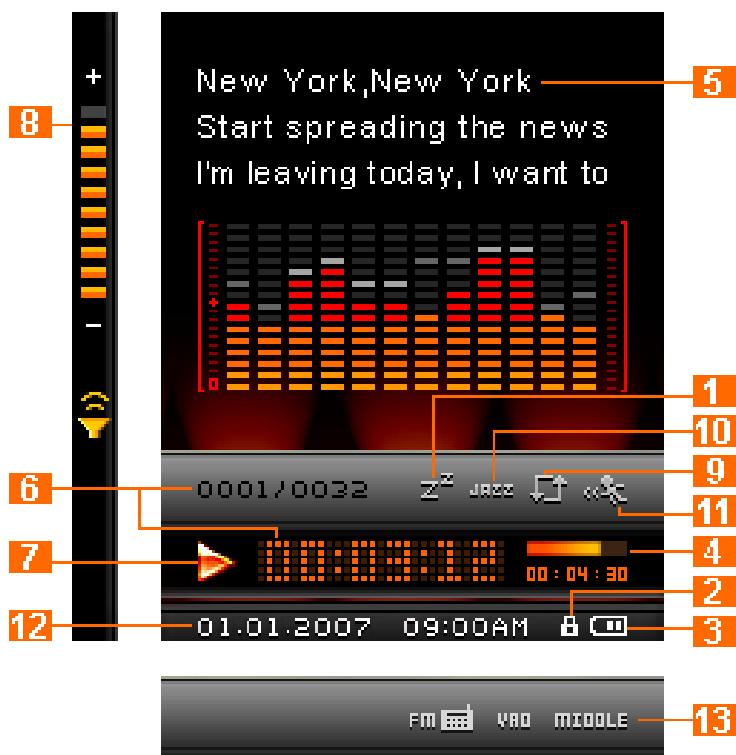 +
8
New York,New York
5
Start spreading the news
I'm leaving today, I want to
−
1
10
9
6
0001/0032
Zz
JAZZ
11
7
4
00:04:30
2
12
01.01.2007
09:00AM
3
FM
VAD
MIDDLE
13